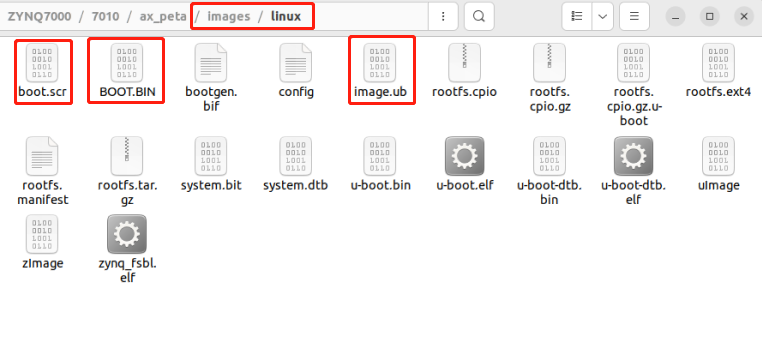 ZYNQ7000 / 7010 / ax_peta / images / linux
boot.scr
BOOT.BIN
bootgen.
bif
config
image.ub
rootfs.cpio
rootfs.
cpio.gz
rootfs.
cpio.gz.u-
boot
rootfs.ext4
rootfs.
manifest
rootfs.tar.
gz
system.bit
system.dtb
u-boot.bin
u-boot.elf
u-boot-dtb.
bin
u-boot-dtb.
elf
uImage
zImage
zynq_fsbl.
elf